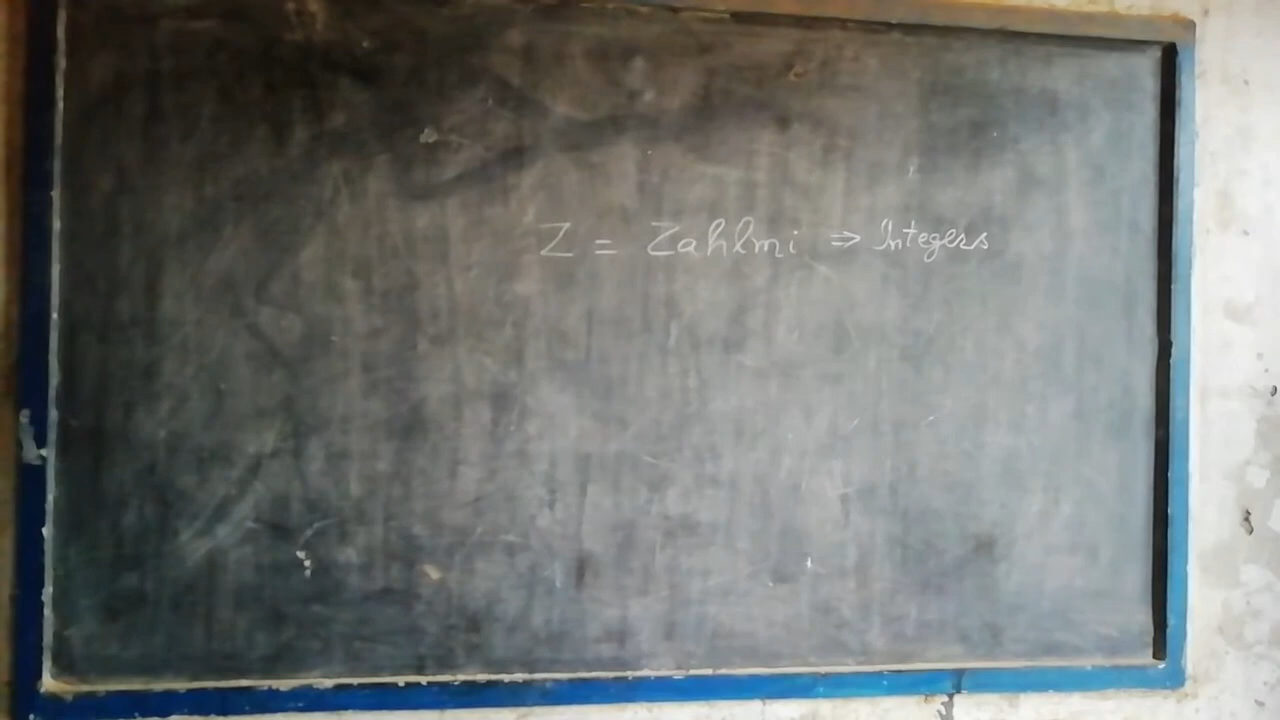 Z = Zahlmi ⇒ Integers